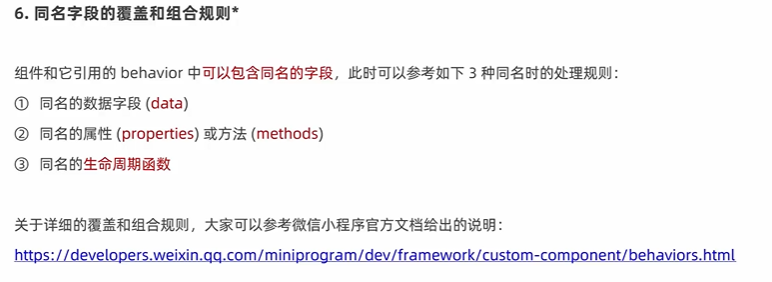 6. 同名字段的覆盖和组合规则*
组件和它引用的 behavior 中可以包含同名的字段，此时可以参考如下 3 种同名时的处理规则：
① 同名的数据字段 (data)
② 同名的属性 (properties) 或方法 (methods)
③ 同名的生命周期函数
关于详细的覆盖和组合规则，大家可以参考微信小程序官方文档给出的说明：
https://developers.weixin.qq.com/miniprogram/dev/framework/custom-component/behaviors.html